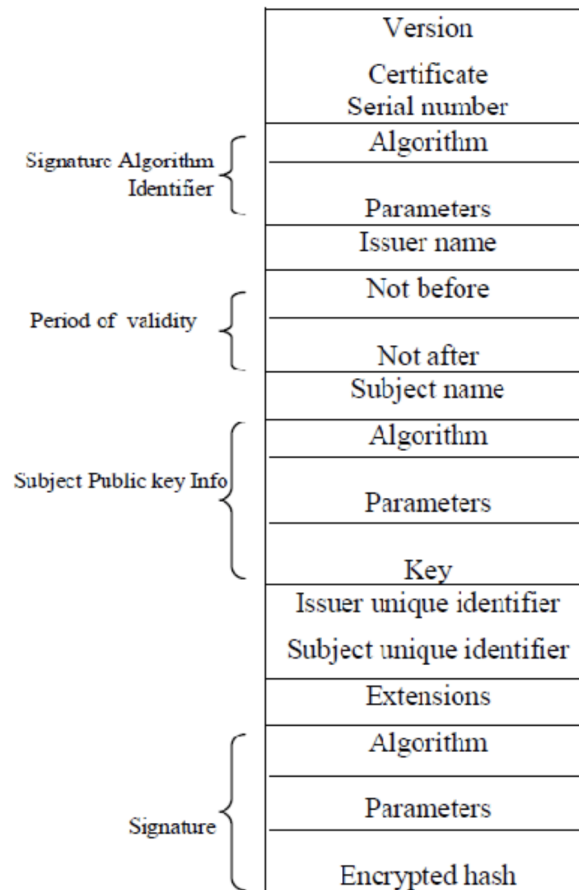 Version
Certificate
Serial number
Signature Algorithm
Identifier
Algorithm
Parameters
Issuer name
Period of validity
Not before
Not after
Subject name
Subject Public key Info
Algorithm
Parameters
Key
Issuer unique identifier
Subject unique identifier
Extensions
Signature
Algorithm
Parameters
Encrypted hash